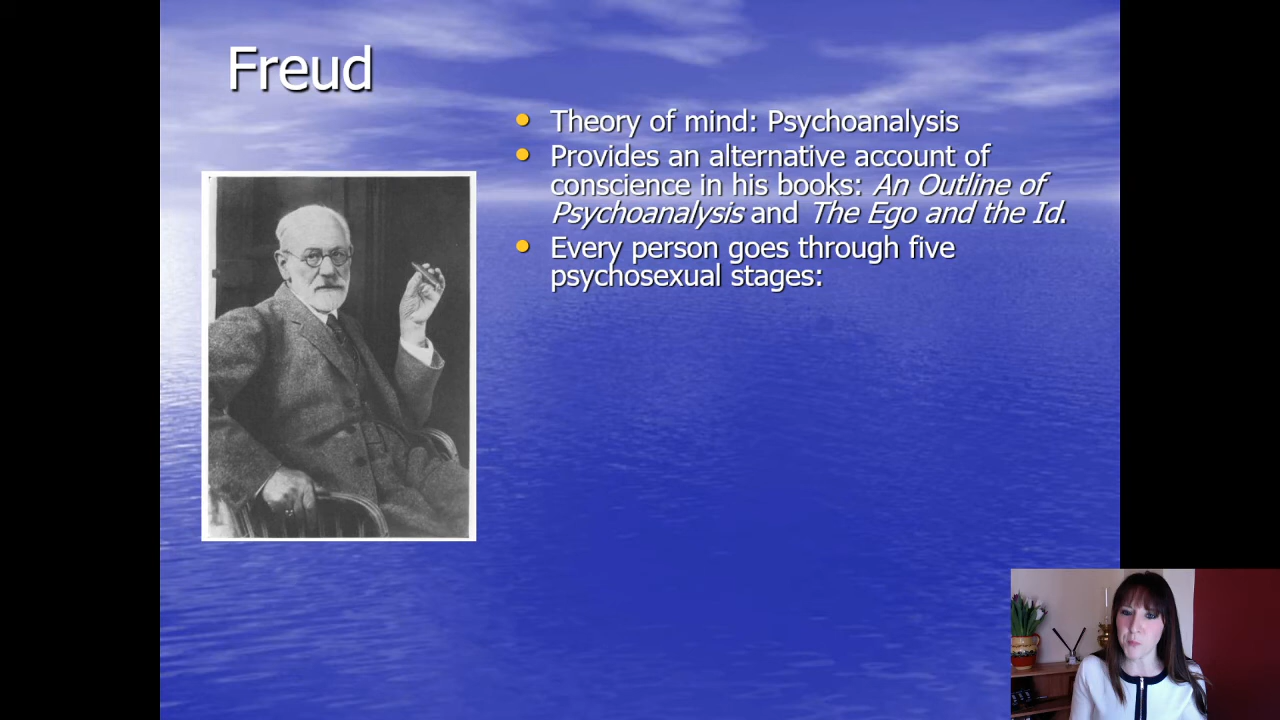 Freud
Theory of mind: Psychoanalysis
Provides an alternative account of
conscience in his books: An Outline of
Psychoanalysis and The Ego and the Id.
Every person goes through five
psychosexual stages: